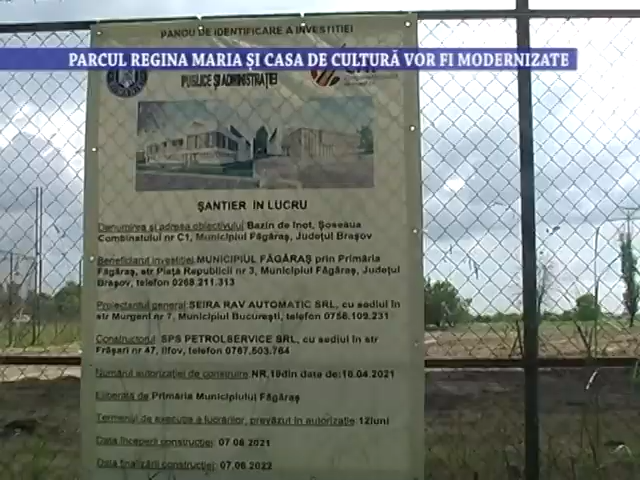 PANOU DE IDENTIFICARE A INVESTIȚIEI
PARCUL REGINA MARIA ȘI CASA DE CULTURĂ VOR FI MODERNIZATE
PUBLICE ȘI ADMINISTRAȚIEI
ȘANTIER IN LUCRU
Denumirea si adresa obiectivului Bazin de înot, Șoseaua
Combinatului nr C1, Municipiul Făgăraș, Județul Brașov
Beneficiarul investiției MUNICIPIUL FĂGĂRAȘ prin Primăria
Făgăraș, str Piața Republicii nr 3, Municipiul Făgăraș, Județul
Brașov, telefon 0268.211.313
Proiectantul general SEIRA RAV AUTOMATIC SRL, cu sediul în
str Murgeni nr 7, Municipiul București, telefon 0756.109.231
Constructorul SPS PETROLSERVICE SRL, cu sediul în str
Frăsari nr 47, Ilfov, telefon 0767.503.764
Numărul autorizației de construire NR.19din data de:16.04.2021
Eliberată de Primăria Municipiului Făgăraș
Termenul de execuție a lucrărilor, prevăzut în autorizație 12luni
Data începerii construcției: 07.06.2021
Data finalizării construcției: 07.06.2022